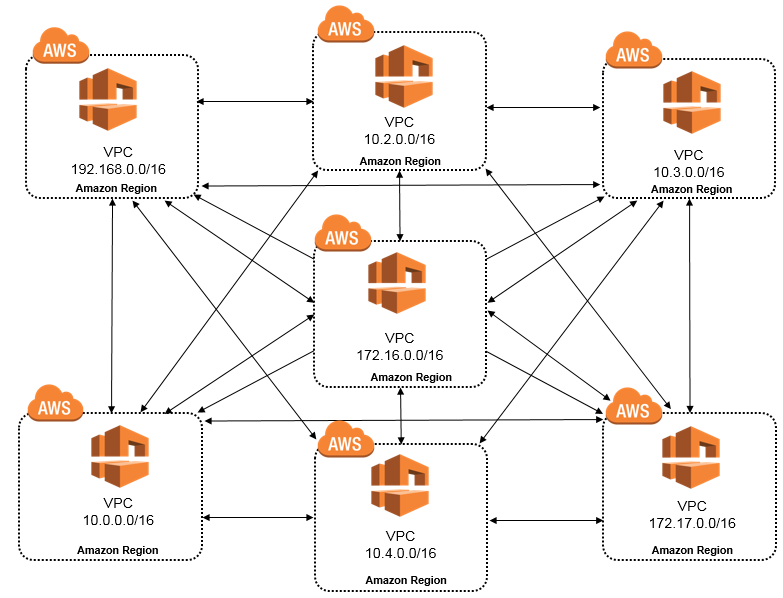 AWS
VPC
192.168.0.0/16
Amazon Region
AWS
VPC
10.2.0.0/16
Amazon Region
AWS
VPC
10.3.0.0/16
Amazon Region
AWS
VPC
172.16.0.0/16
Amazon Region
AWS
VPC
10.0.0.0/16
Amazon Region
AWS
VPC
10.4.0.0/16
Amazon Region
AWS
VPC
172.17.0.0/16
Amazon Region